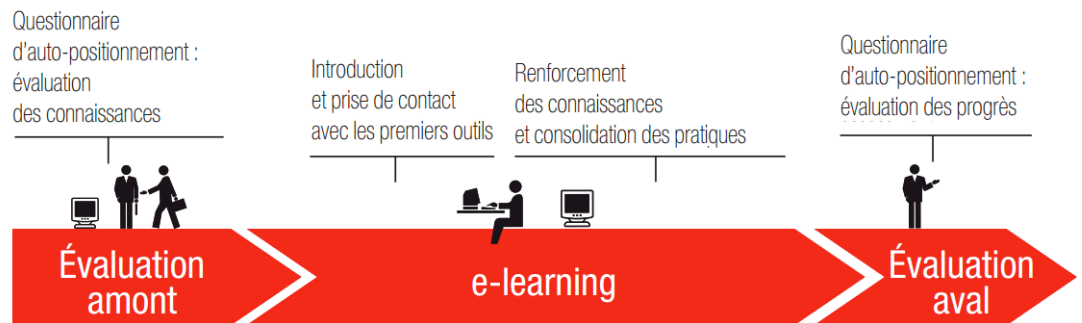 Questionnaire
d'auto-positionnement :
évaluation
des connaissances
Introduction
et prise de contact
avec les premiers outils
Renforcement
des connaissances
et consolidation des pratiques
Questionnaire
d'auto-positionnement :
évaluation des progrès
Évaluation
amont
e-learning
Évaluation
aval